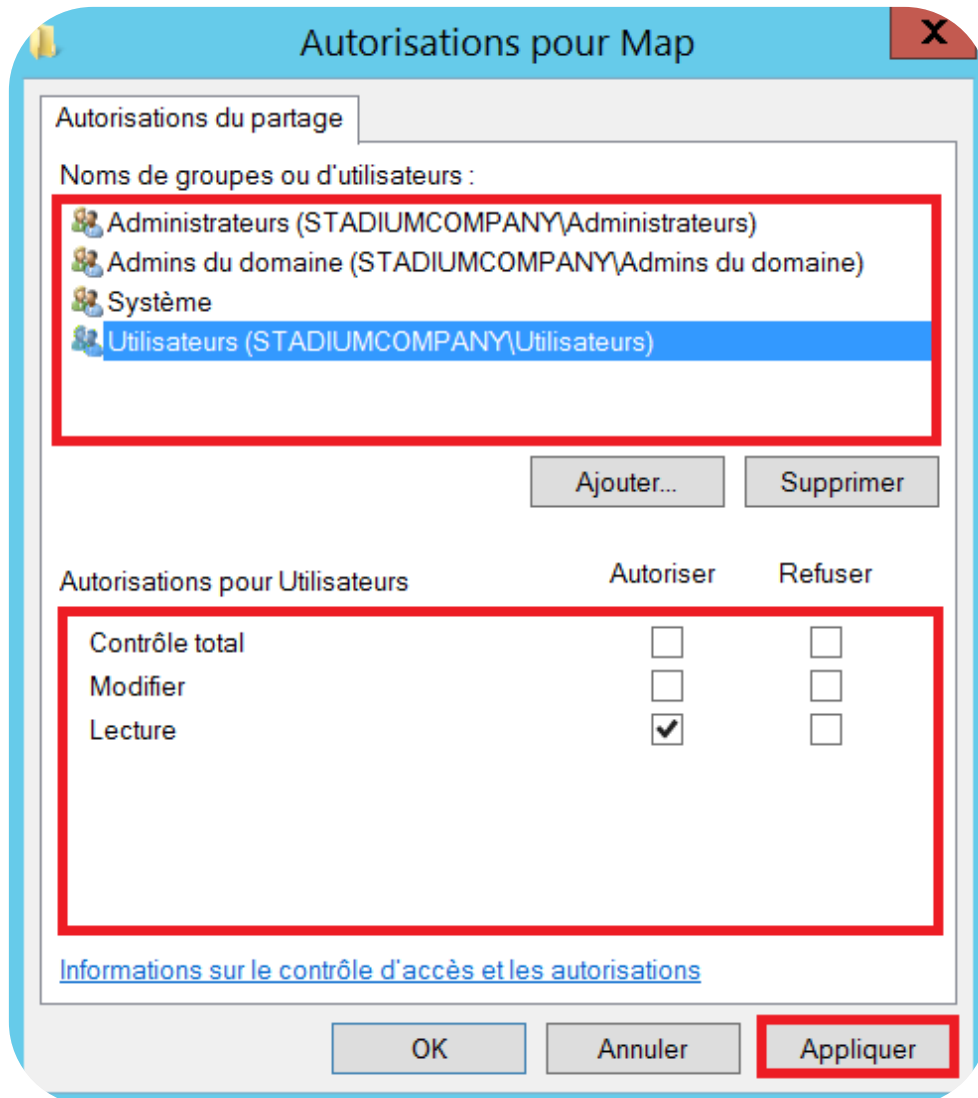 Autorisations pour Map
X
Autorisations du partage
Noms de groupes ou d'utilisateurs :
Administrateurs (STADIUMCOMPANY\Administrateurs)
Admins du domaine (STADIUMCOMPANY\Admins du domaine)
Système
Utilisateurs (STADIUMCOMPANY\Utilisateurs)
Ajouter... Supprimer
Autorisations pour Utilisateurs Autoriser Refuser
Contrôle total
Modifier
Lecture
Informations sur le contrôle d'accès et les autorisations
OK Annuler Appliquer